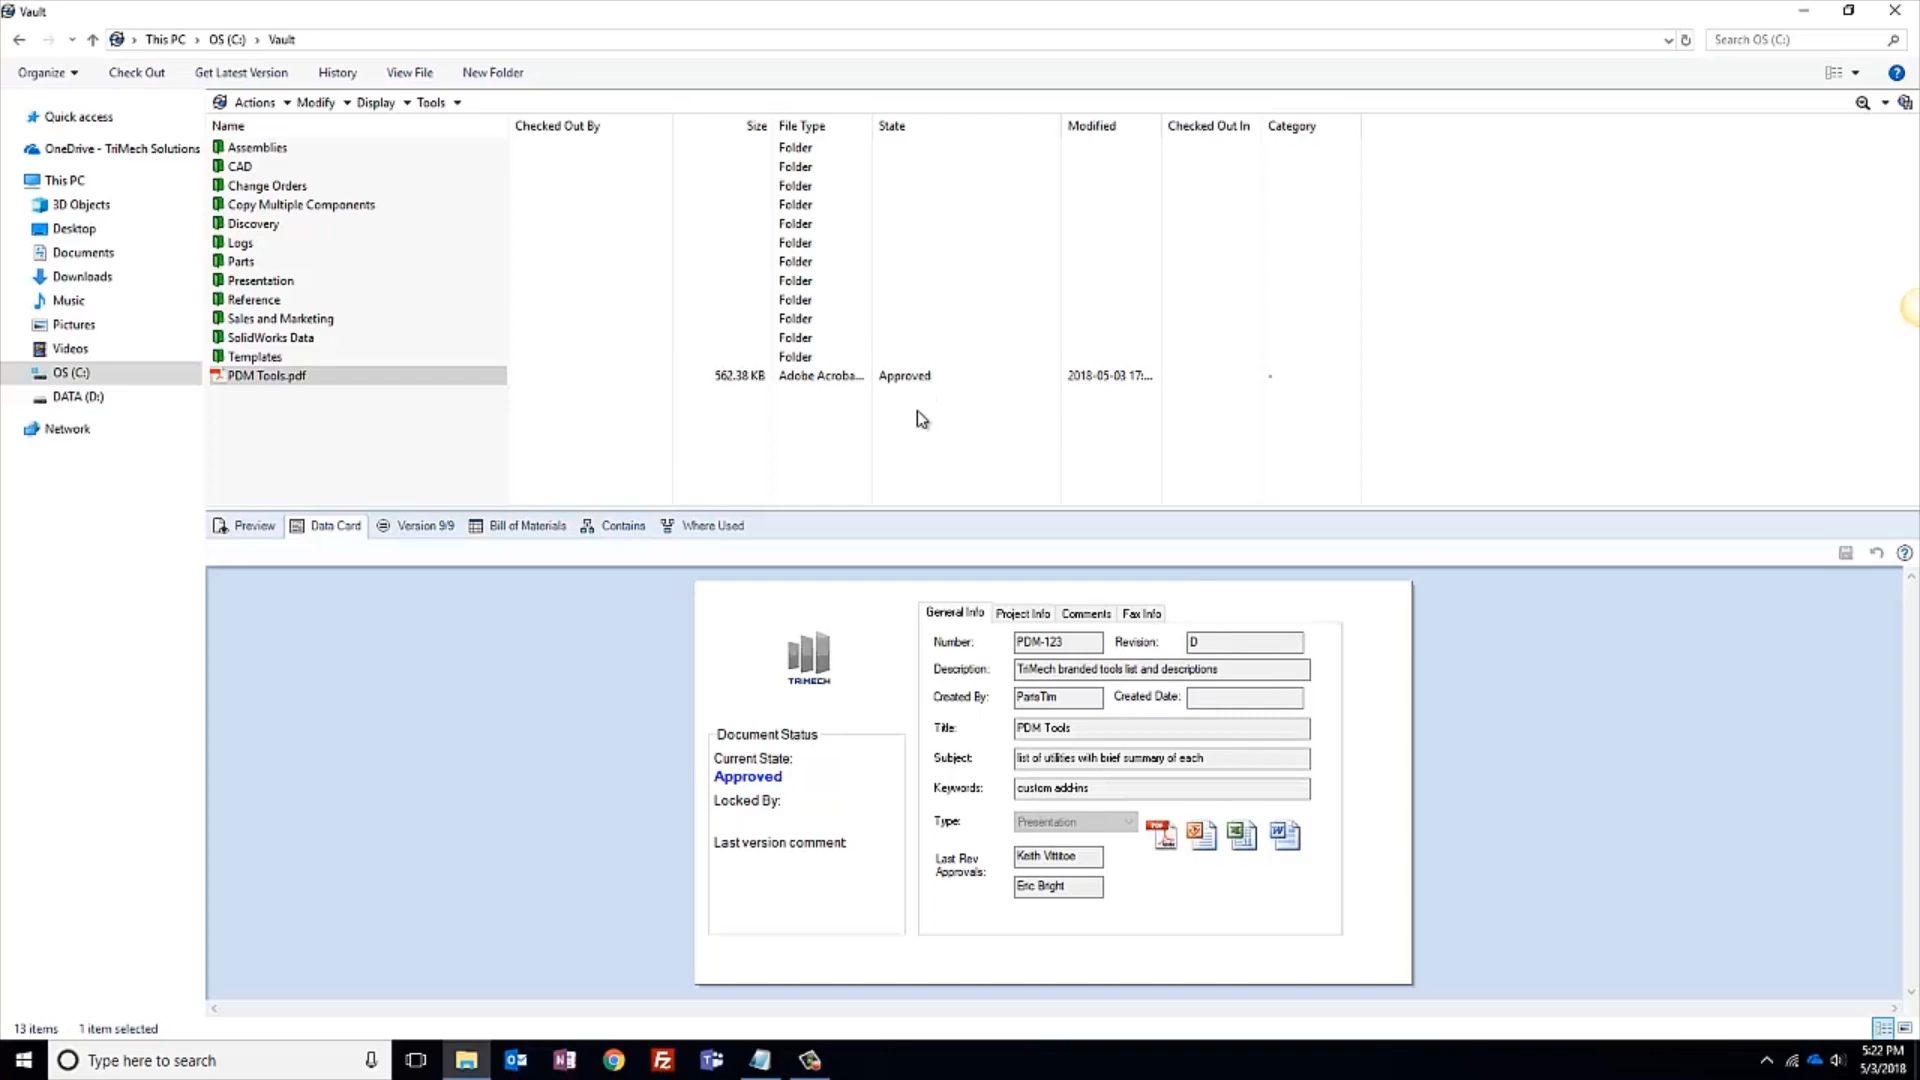 Vault
This PC › OS (C:) › Vault
Search OS (C:)
Organize Check Out Get Latest Version History View File New Folder
Actions Modify Display Tools
Quick access
OneDrive - TriMech Solutions
This PC
3D Objects
Desktop
Documents
Downloads
Music
Pictures
Videos
OS (C:)
DATA (D:)
Network
Name Checked Out By Size File Type State Modified Checked Out In Category
Assemblies Folder
CAD Folder
Change Orders Folder
Copy Multiple Components Folder
Discovery Folder
Logs Folder
Parts Folder
Presentation Folder
Reference Folder
Sales and Marketing Folder
SolidWorks Data Folder
Templates Folder
PDM Tools.pdf 562.38 KB Adobe Acroba... Approved 2018-05-03 17:... -
Preview Data Card Version 9/9 Bill of Materials Contains Where Used
TRIMECH
Document Status
Current State:
Approved
Locked By:
Last version comment
General Info Project Info Comments Fax Info
Number: PDM-123 Revision: D
Description: TriMech branded tools list and descriptions
Created By: ParisTim Created Date:
Title: PDM Tools
Subject: list of utilities with brief summary of each
Keywords: custom add-ins
Type: Presentation
Last Rev Approvals: Keith Vittitoe
Eric Bright
13 items 1 item selected
Type here to search
5:22 PM
5/3/2018